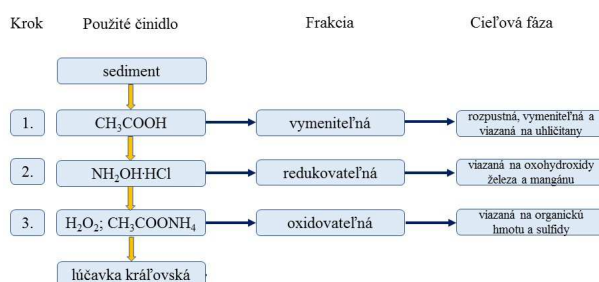 Krok Použité činidlo Frakcia Cieľová fáza
sediment
1. CH₃COOH vymeniteľná rozpustná, vymeniteľná a
viazaná na uhličitany
2. NH₂OH·HCl redukovateľná viazaná na oxohydroxidy
železa a mangánu
3. H₂O₂; CH₃COONH₄ oxidovateľná viazaná na organickú
hmotu a sulfidy
lúčavka kráľovská